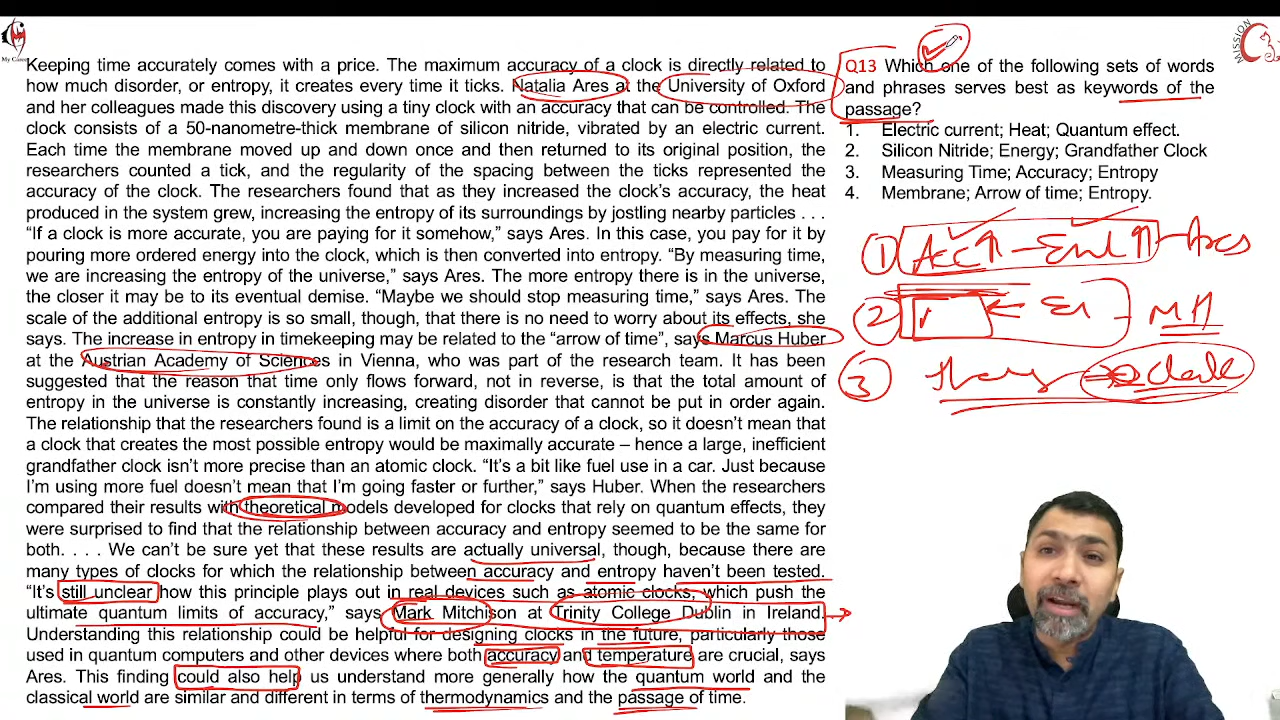 My Career
MISSION
Keeping time accurately comes with a price. The maximum accuracy of a clock is directly related to
how much disorder, or entropy, it creates every time it ticks. Natalia Ares at the University of Oxford
and her colleagues made this discovery using a tiny clock with an accuracy that can be controlled. The
clock consists of a 50-nanometre-thick membrane of silicon nitride, vibrated by an electric current.
Each time the membrane moved up and down once and then returned to its original position, the
researchers counted a tick, and the regularity of the spacing between the ticks represented the
accuracy of the clock. The researchers found that as they increased the clock's accuracy, the heat
produced in the system grew, increasing the entropy of its surroundings by jostling nearby particles . . .
“If a clock is more accurate, you are paying for it somehow,” says Ares. In this case, you pay for it by
pouring more ordered energy into the clock, which is then converted into entropy. “By measuring time,
we are increasing the entropy of the universe,” says Ares. The more entropy there is in the universe,
the closer it may be to its eventual demise. “Maybe we should stop measuring time,” says Ares. The
scale of the additional entropy is so small, though, that there is no need to worry about its effects, she
says. The increase in entropy in timekeeping may be related to the “arrow of time”, says Marcus Huber
at the Austrian Academy of Sciences in Vienna, who was part of the research team. It has been
suggested that the reason that time only flows forward, not in reverse, is that the total amount of
entropy in the universe is constantly increasing, creating disorder that cannot be put in order again.
The relationship that the researchers found is a limit on the accuracy of a clock, so it doesn't mean that
a clock that creates the most possible entropy would be maximally accurate – hence a large, inefficient
grandfather clock isn't more precise than an atomic clock. “It's a bit like fuel use in a car. Just because
I'm using more fuel doesn't mean that I'm going faster or further,” says Huber. When the researchers
compared their results with theoretical models developed for clocks that rely on quantum effects, they
were surprised to find that the relationship between accuracy and entropy seemed to be the same for
both. . . . We can't be sure yet that these results are actually universal, though, because there are
many types of clocks for which the relationship between accuracy and entropy haven't been tested.
“It's still unclear how this principle plays out in real devices such as atomic clocks, which push the
ultimate quantum limits of accuracy,” says Mark Mitchison at Trinity College Dublin in Ireland.
Understanding this relationship could be helpful for designing clocks in the future, particularly those
used in quantum computers and other devices where both accuracy and temperature are crucial, says
Ares. This finding could also help us understand more generally how the quantum world and the
classical world are similar and different in terms of thermodynamics and the passage of time.
Q13 Which one of the following sets of words
and phrases serves best as keywords of the
passage?
1. Electric current; Heat; Quantum effect.
2. Silicon Nitride; Energy; Grandfather Clock
3. Measuring Time; Accuracy; Entropy
4. Membrane; Arrow of time; Entropy.
1 Acc ↑ – Ent ↑ – Ares
2 ← – MH
3